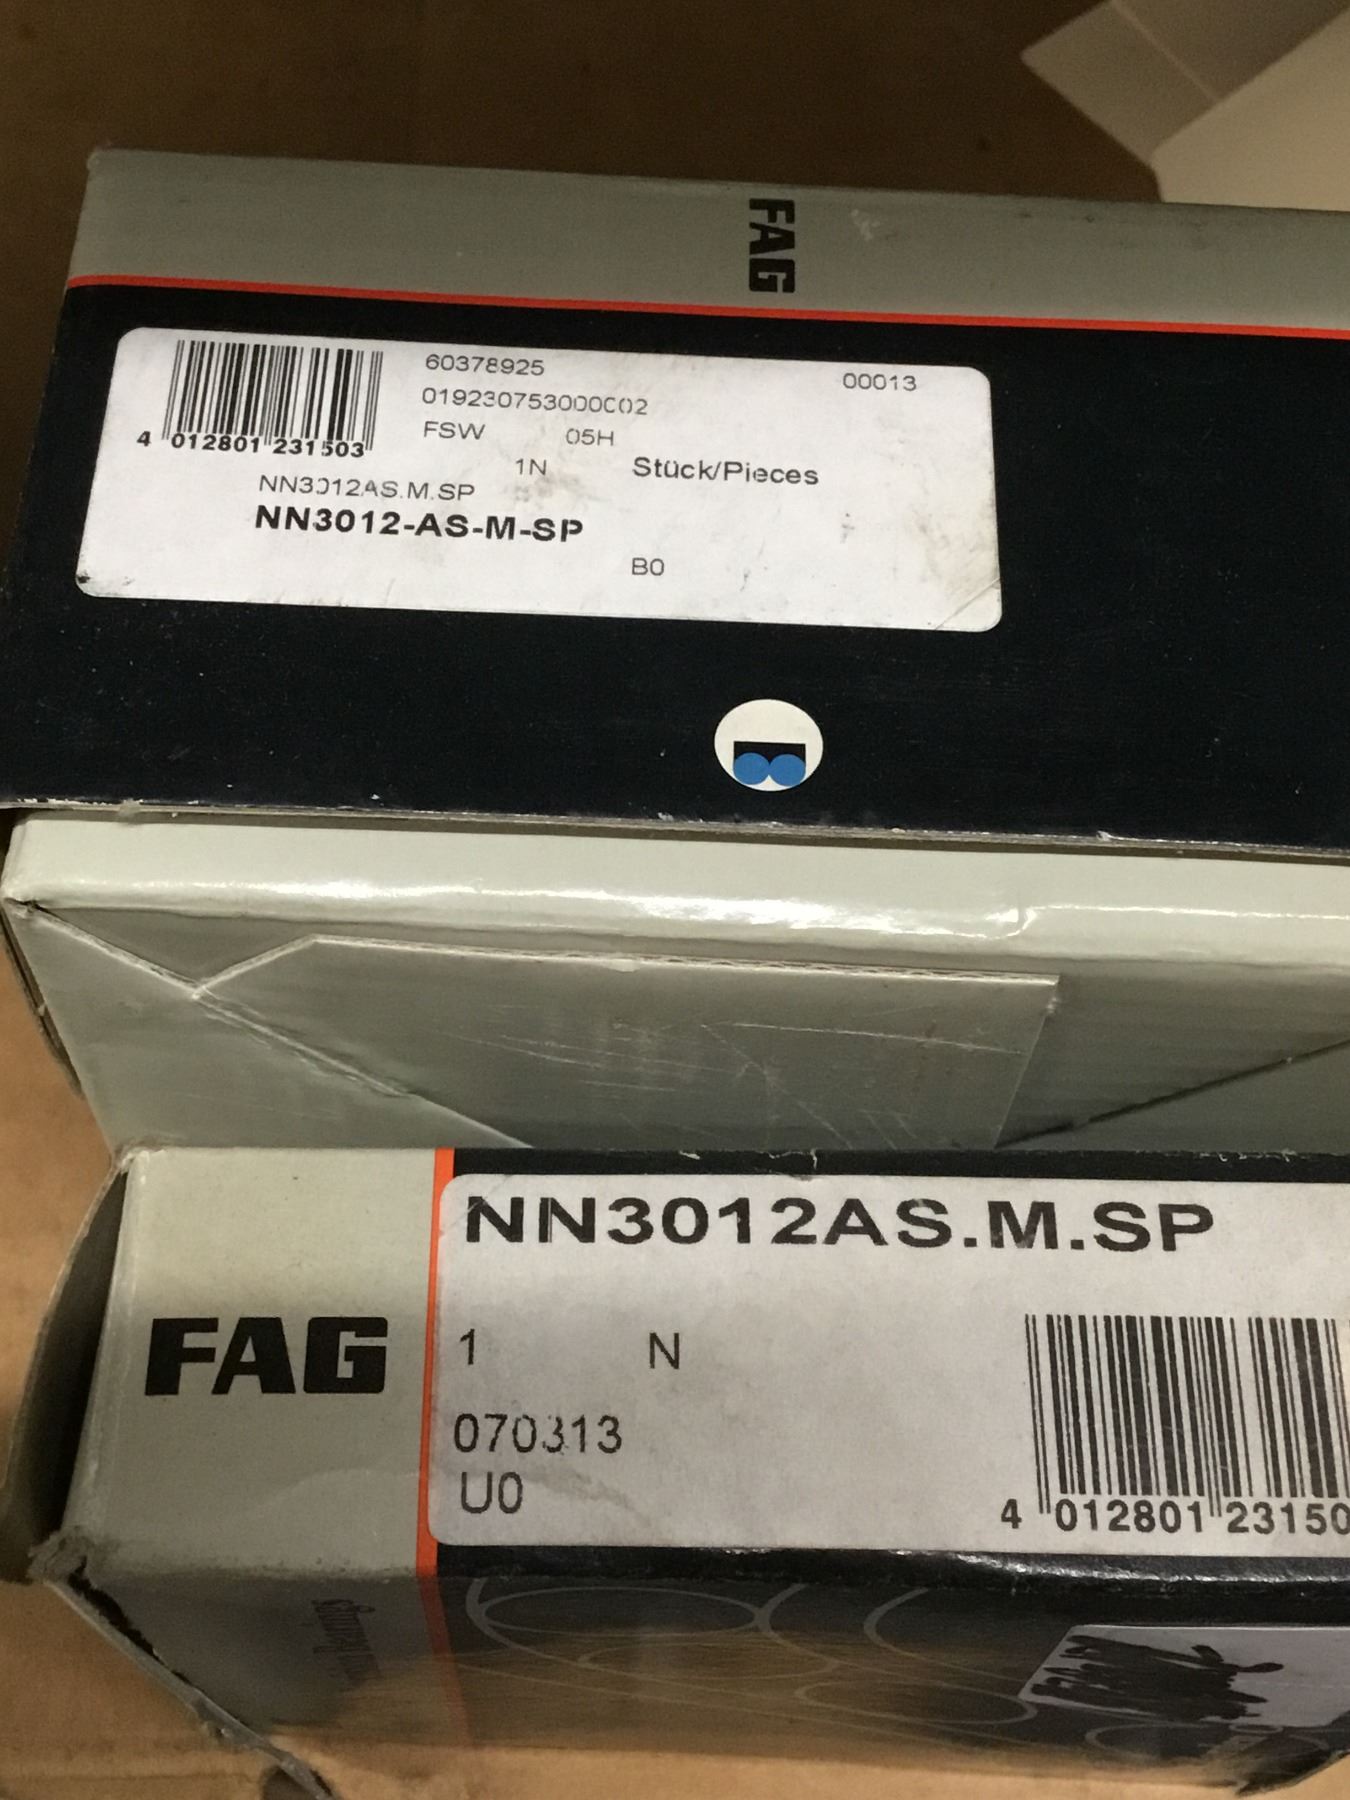 FAG
60378925
00013
019230753000C02
FSW 05H
4 012801 231503
1N Stück/Pieces
NN3012AS.M.SP
NN3012-AS-M-SP
B0
NN3012AS.M.SP
FAG
1 N
070313
U0
4 012801 23150